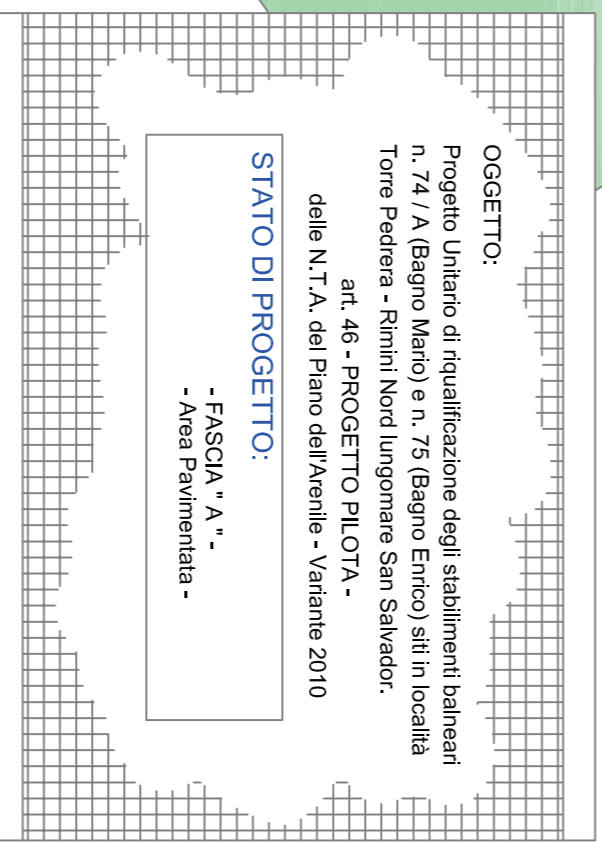 OGGETTO:
Progetto Unitario di riqualificazione degli stabilimenti balneari
n. 74 / A (Bagno Mario) e n. 75 (Bagno Enrico) siti in località
Torre Pedrera - Rimini Nord lungomare San Salvador.
art. 46 - PROGETTO PILOTA -
delle N.T.A. del Piano dell'Arenile - Variante 2010
STATO DI PROGETTO:
- FASCIA " A " -
- Area Pavimentata -